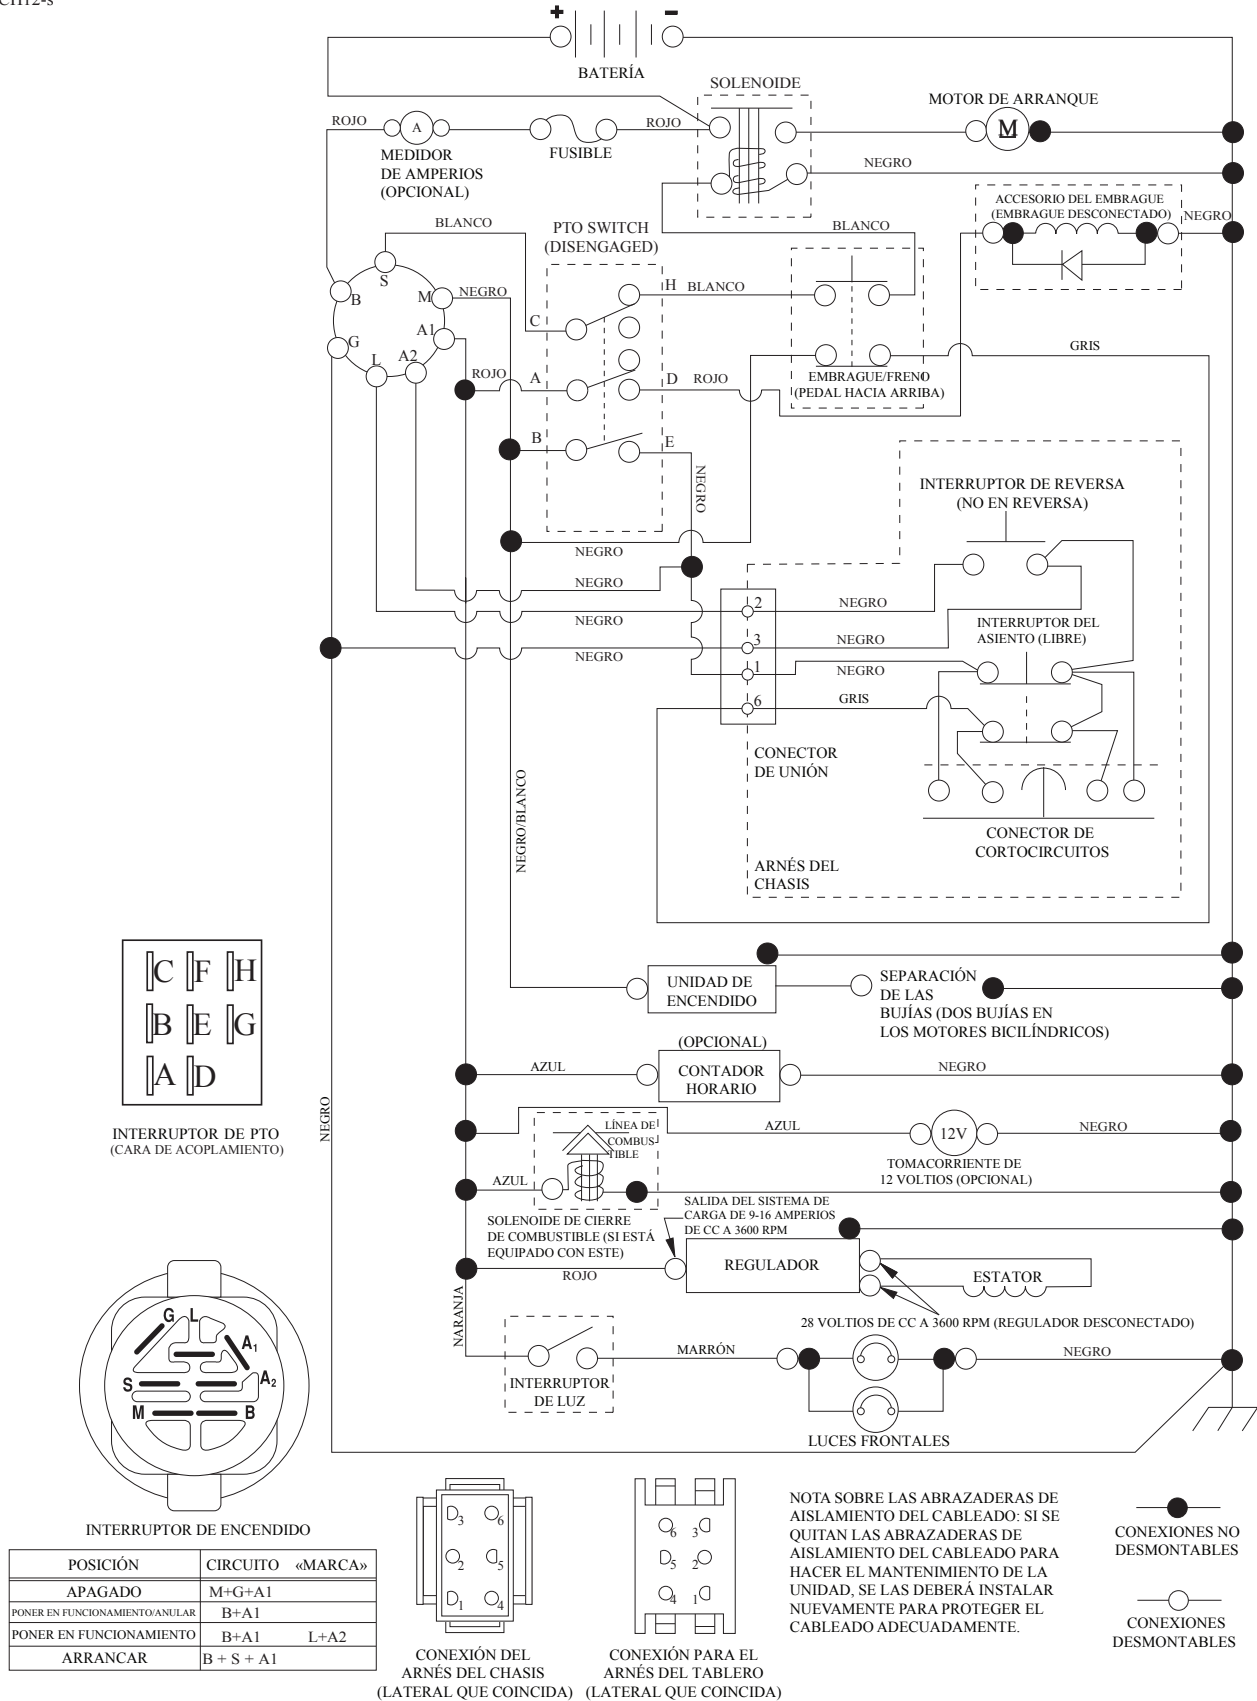 CH12-s
+ -
BATERÍA
SOLENOIDE
MOTOR DE ARRANQUE
ROJO
A
ROJO
M
MEDIDOR
DE AMPERIOS
(OPCIONAL)
FUSIBLE
NEGRO
ACCESORIO DEL EMBRAGUE
(EMBRAGUE DESCONECTADO)
NEGRO
BLANCO
PTO SWITCH
(DISENGAGED)
BLANCO
S
B
M
NEGRO
H
BLANCO
A1
C
G
L
A2
GRIS
ROJO
A
D
ROJO
EMBRAGUE/FRENO
(PEDAL HACIA ARRIBA)
B
E
NEGRO
INTERRUPTOR DE REVERSA
(NO EN REVERSA)
NEGRO
NEGRO
2
NEGRO
NEGRO
INTERRUPTOR DEL
ASIENTO (LIBRE)
3
NEGRO
NEGRO
1
NEGRO
6
GRIS
CONECTOR
DE UNIÓN
NEGRO/BLANCO
CONECTOR DE
CORTOCIRCUITOS
ARNÉS DEL
CHASIS
C F H
B E G
A D
INTERRUPTOR DE PTO
(CARA DE ACOPLAMIENTO)
NEGRO
UNIDAD DE
ENCENDIDO
SEPARACIÓN
DE LAS
BUJÍAS (DOS BUJÍAS EN
LOS MOTORES BICILÍNDRICOS)
(OPCIONAL)
AZUL
CONTADOR
HORARIO
NEGRO
LÍNEA DE
COMBUS-
TIBLE
AZUL
12V
NEGRO
TOMACORRIENTE DE
12 VOLTIOS (OPCIONAL)
AZUL
SALIDA DEL SISTEMA DE
CARGA DE 9-16 AMPERIOS
DE CC A 3600 RPM
SOLENOIDE DE CIERRE
DE COMBUSTIBLE (SI ESTÁ
EQUIPADO CON ESTE)
ROJO
REGULADOR
ESTATOR
NARANJA
28 VOLTIOS DE CC A 3600 RPM (REGULADOR DESCONECTADO)
MARRÓN
NEGRO
INTERRUPTOR
DE LUZ
LUCES FRONTALES
G L
A1
S
A2
M
B
INTERRUPTOR DE ENCENDIDO
POSICIÓN CIRCUITO «MARCA»
APAGADO M+G+A1
PONER EN FUNCIONAMIENTO/ANULAR B+A1
PONER EN FUNCIONAMIENTO B+A1 L+A2
ARRANCAR B + S + A1
3 6
2 5
1 4
CONEXIÓN DEL
ARNÉS DEL CHASIS
(LATERAL QUE COINCIDA)
6 3
5 2
4 1
CONEXIÓN PARA EL
ARNÉS DEL TABLERO
(LATERAL QUE COINCIDA)
NOTA SOBRE LAS ABRAZADERAS DE
AISLAMIENTO DEL CABLEADO: SI SE
QUITAN LAS ABRAZADERAS DE
AISLAMIENTO DEL CABLEADO PARA
HACER EL MANTENIMIENTO DE LA
UNIDAD, SE LAS DEBERÁ INSTALAR
NUEVAMENTE PARA PROTEGER EL
CABLEADO ADECUADAMENTE.
CONEXIONES NO
DESMONTABLES
CONEXIONES
DESMONTABLES